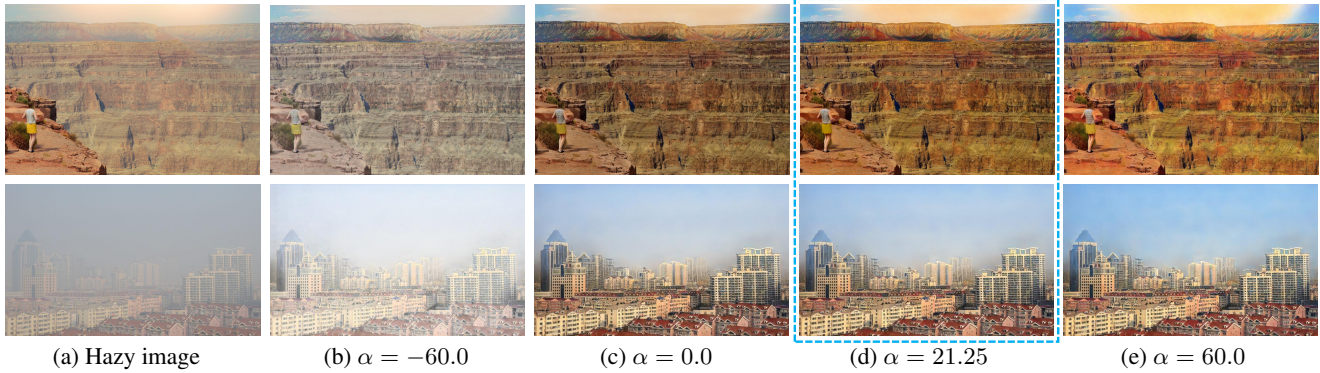 (a) Hazy image (b) α = −60.0 (c) α = 0.0 (d) α = 21.25 (e) α = 60.0